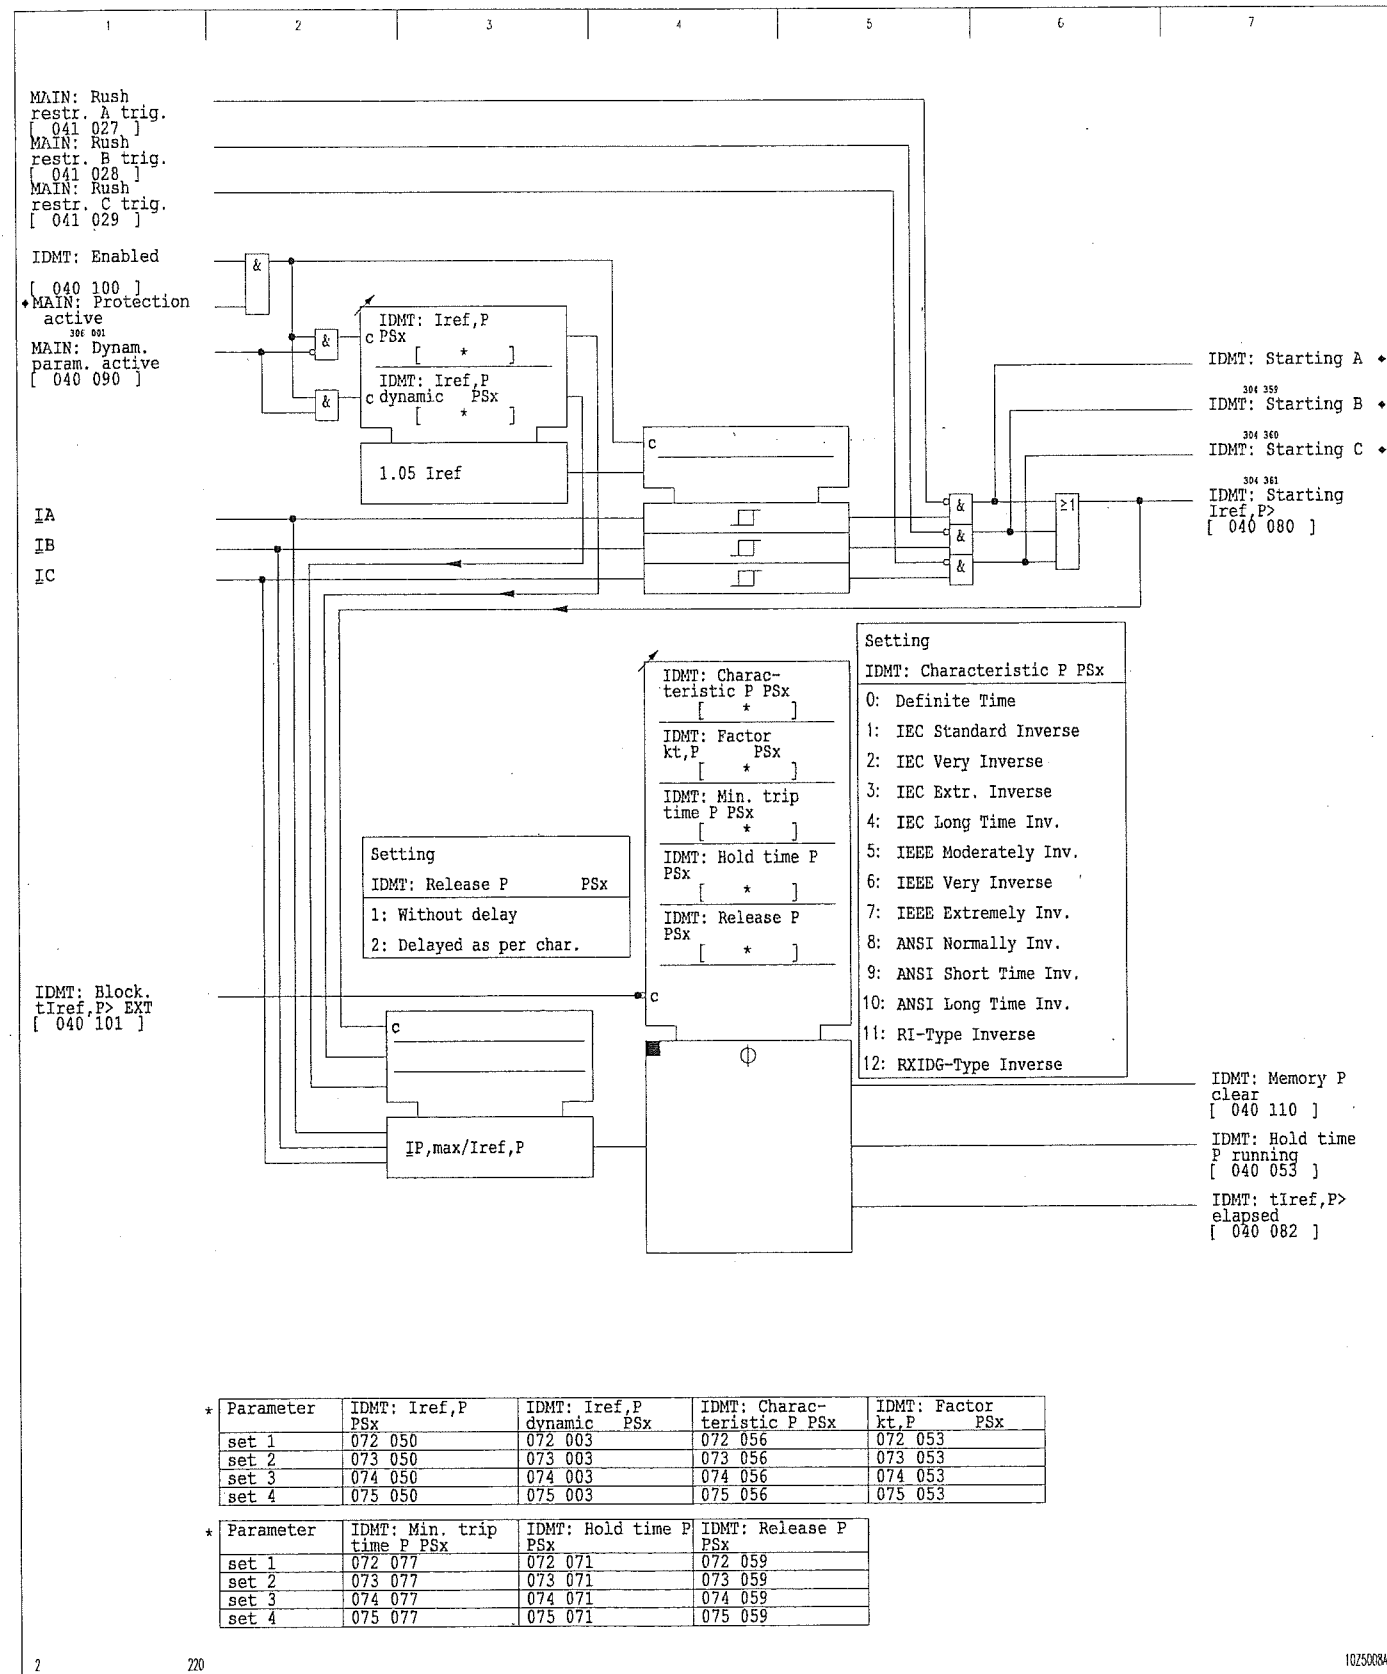 1 2 3 4 5 6 7
MAIN: Rush
restr. A trig.
[ 041 027 ]
MAIN: Rush
restr. B trig.
[ 041 028 ]
MAIN: Rush
restr. C trig.
[ 041 029 ]
IDMT: Enabled
[ 040 100 ]
MAIN: Protection
active
306 001
MAIN: Dynam.
param. active
[ 040 090 ]
&
&
&
C
IDMT: Iref,P
PSx
[ * ]
C
IDMT: Iref,P
dynamic PSx
[ * ]
1.05 Iref
C
IA
IB
IC
&
&
&
≥1
IDMT: Starting A
304 359
IDMT: Starting B
304 360
IDMT: Starting C
304 361
IDMT: Starting
Iref,P>
[ 040 080 ]
Setting
IDMT: Characteristic P PSx
0: Definite Time
1: IEC Standard Inverse
2: IEC Very Inverse
3: IEC Extr. Inverse
4: IEC Long Time Inv.
5: IEEE Moderately Inv.
6: IEEE Very Inverse
7: IEEE Extremely Inv.
8: ANSI Normally Inv.
9: ANSI Short Time Inv.
10: ANSI Long Time Inv.
11: RI-Type Inverse
12: RXIDG-Type Inverse
IDMT: Charac-
teristic P PSx
[ * ]
IDMT: Factor
kt,P PSx
[ * ]
IDMT: Min. trip
time P PSx
[ * ]
IDMT: Hold time P
PSx
[ * ]
IDMT: Release P
PSx
[ * ]
C
Setting
IDMT: Release P PSx
1: Without delay
2: Delayed as per char.
IDMT: Block.
tIref,P> EXT
[ 040 101 ]
C
IP,max/Iref,P
IDMT: Memory P
clear
[ 040 110 ]
IDMT: Hold time
P running
[ 040 053 ]
IDMT: tIref,P>
elapsed
[ 040 082 ]
* Parameter IDMT: Iref,P PSx IDMT: Iref,P dynamic PSx IDMT: Charac- teristic P PSx IDMT: Factor kt,P PSx
set 1 072 050 072 003 072 056 072 053
set 2 073 050 073 003 073 056 073 053
set 3 074 050 074 003 074 056 074 053
set 4 075 050 075 003 075 056 075 053
* Parameter IDMT: Min. trip time P PSx IDMT: Hold time P PSx IDMT: Release P PSx
set 1 072 077 072 071 072 059
set 2 073 077 073 071 073 059
set 3 074 077 074 071 074 059
set 4 075 077 075 071 075 059
2 220 10Z5008A